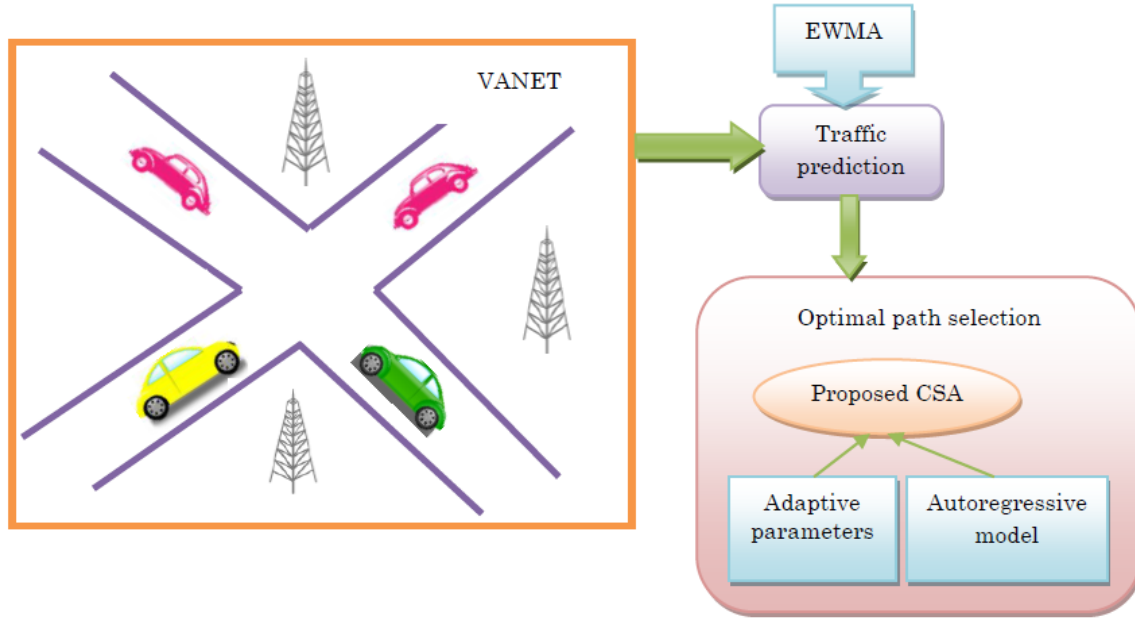 VANET
EWMA
Traffic
prediction
Optimal path selection
Proposed CSA
Adaptive
parameters
Autoregressive
model